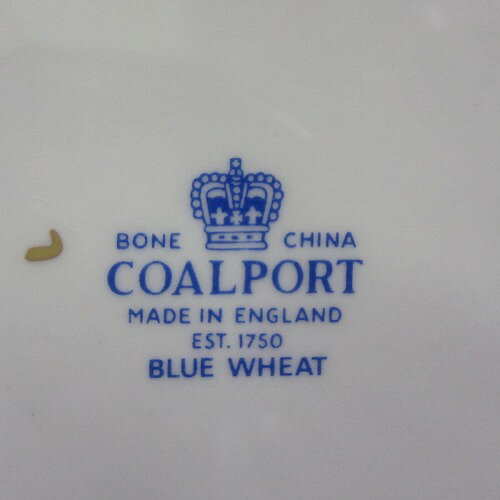 BONE CHINA
COALPORT
MADE IN ENGLAND
EST. 1750
BLUE WHEAT